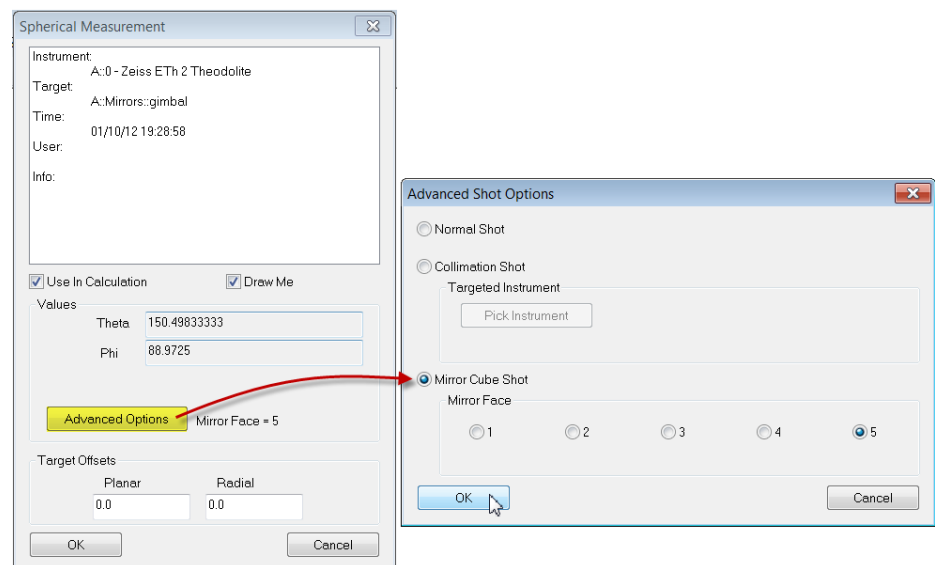 Spherical Measurement
Instrument:
A::0 - Zeiss ETh 2 Theodolite
Target:
A::Mirrors::gimbal
Time:
01/10/12 19:28:58
User:
Info:
Use In Calculation
Draw Me
Values
Theta 150.49833333
Phi 88.9725
Advanced Options Mirror Face = 5
Target Offsets
Planar Radial
0.0 0.0
OK Cancel
Advanced Shot Options
Normal Shot
Collimation Shot
Targeted Instrument
Pick Instrument
Mirror Cube Shot
Mirror Face
1 2 3 4 5
OK Cancel